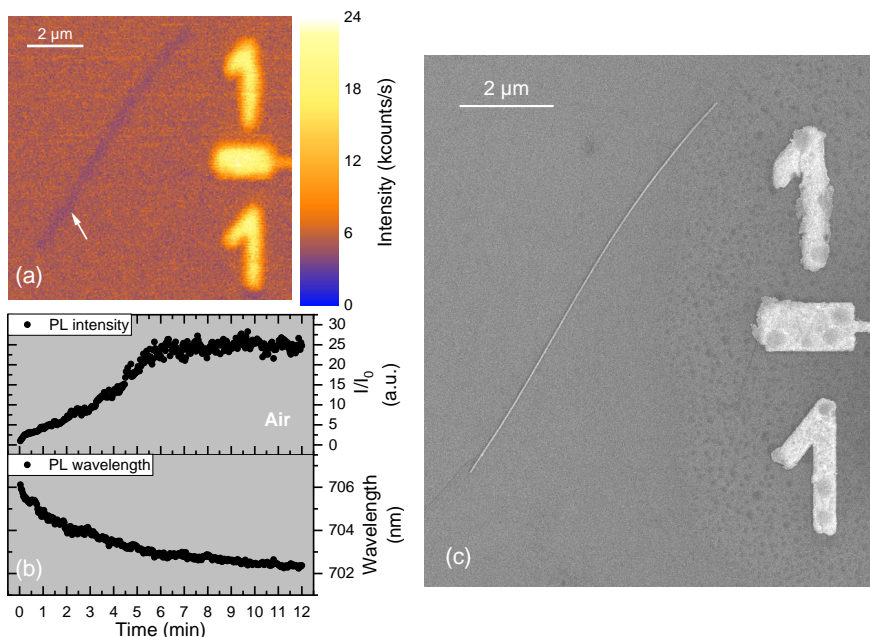 2 µm
1
1
(a)
24
18
12
6
0
Intensity (kcounts/s)
PL intensity
Air
30
25
20
15
10
5
0
I/I0
(a.u.)
PL wavelength
706
704
702
Wavelength
(nm)
(b)
0 1 2 3 4 5 6 7 8 9 10 11 12
Time (min)
2 µm
1
1
(c)